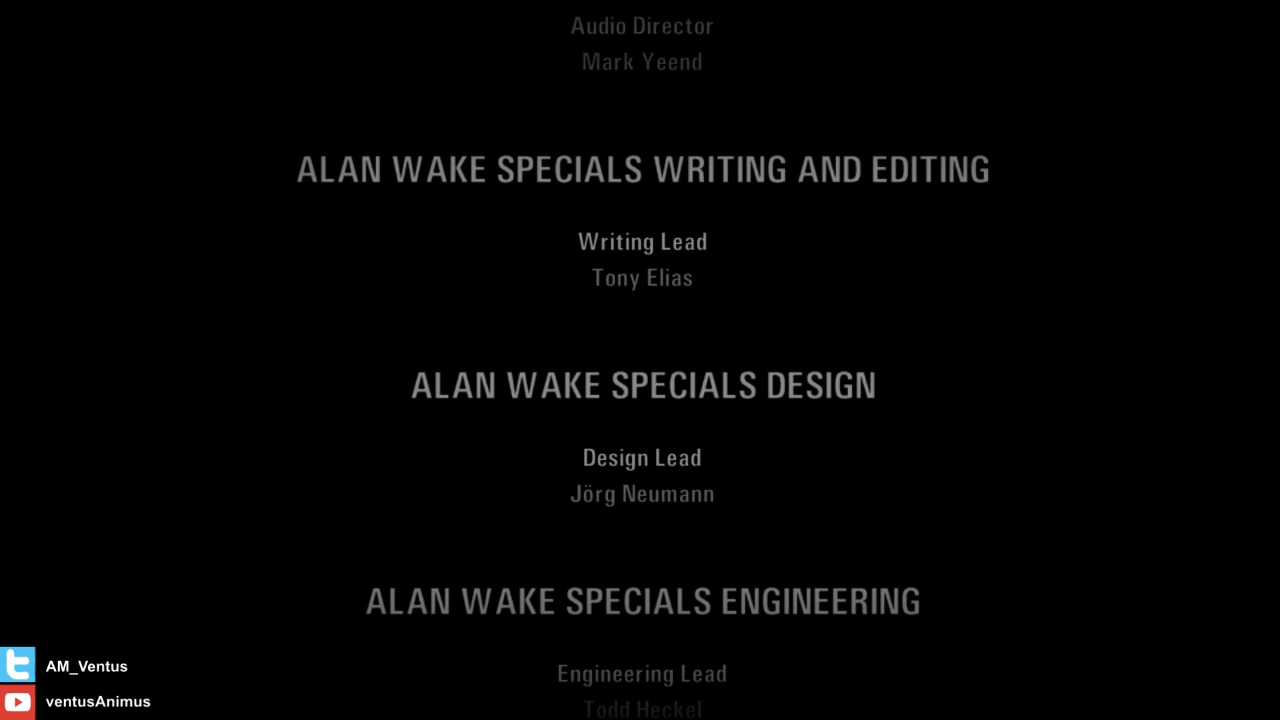 Audio Director
Mark Yeend
ALAN WAKE SPECIALS WRITING AND EDITING
Writing Lead
Tony Elias
ALAN WAKE SPECIALS DESIGN
Design Lead
Jörg Neumann
ALAN WAKE SPECIALS ENGINEERING
Engineering Lead
Todd Heckel
AM_Ventus
ventusAnimus